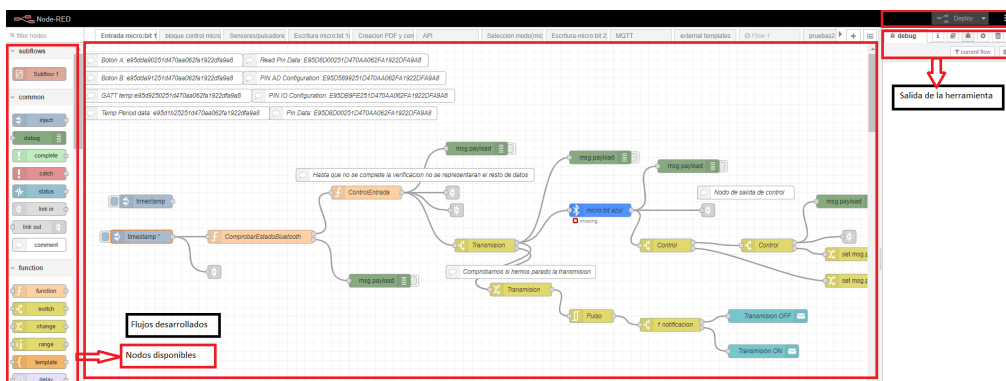 Node-RED
Deploy
filter nodes
Entrada micro:bit 1
bloque control micro
Sensores/pulsadore
Escritura micro:bit 1
Creacion PDF y con
API
Seleccion modo(mic
Escritura-micro:bit 2
MQTT
external templates
Flow 1
pruebas2
debug
current flow
subflows
Subflow 1
common
inject
debug
complete
catch
status
link in
link out
comment
function
function
switch
change
range
template
delay
Boton A: e95dda90251d470aa062fa1922dfa9a8
Read Pin Data: E95D8D00251D470AA062FA1922DFA9A8
Boton B: e95dda91251d470aa062fa1922dfa9a8
PIN AD Configuration: E95D5899251D470AA062FA1922DFA9A8
GATT temp:e95d9250251d470aa062fa1922dfa9a8
PIN IO Configuration: E95DB9FE251D470AA062FA1922DFA9A8
Temp Period data: e95d1b25251d470aa062fa1922dfa9a8
Pin Data: E95D8D00251D470AA062FA1922DFA9A8
msg.payload
msg.payload
msg.payload
Hasta que no se complete la verificacion no se representaran el resto de datos
ControlEntrada
Nodo de salida de control
timestamp
micro bit azul
missing
msg.payload
timestamp
ComprobarEstadoBluetooth
Transmision
Control
Control
set msg.p
Comprobamos si hemos parado la transmision
msg.payload
set msg.p
Transmision
Pulso
1 notificacion
Transmision OFF
Transmision ON
Flujos desarrollados
Nodos disponibles
Salida de la herramienta